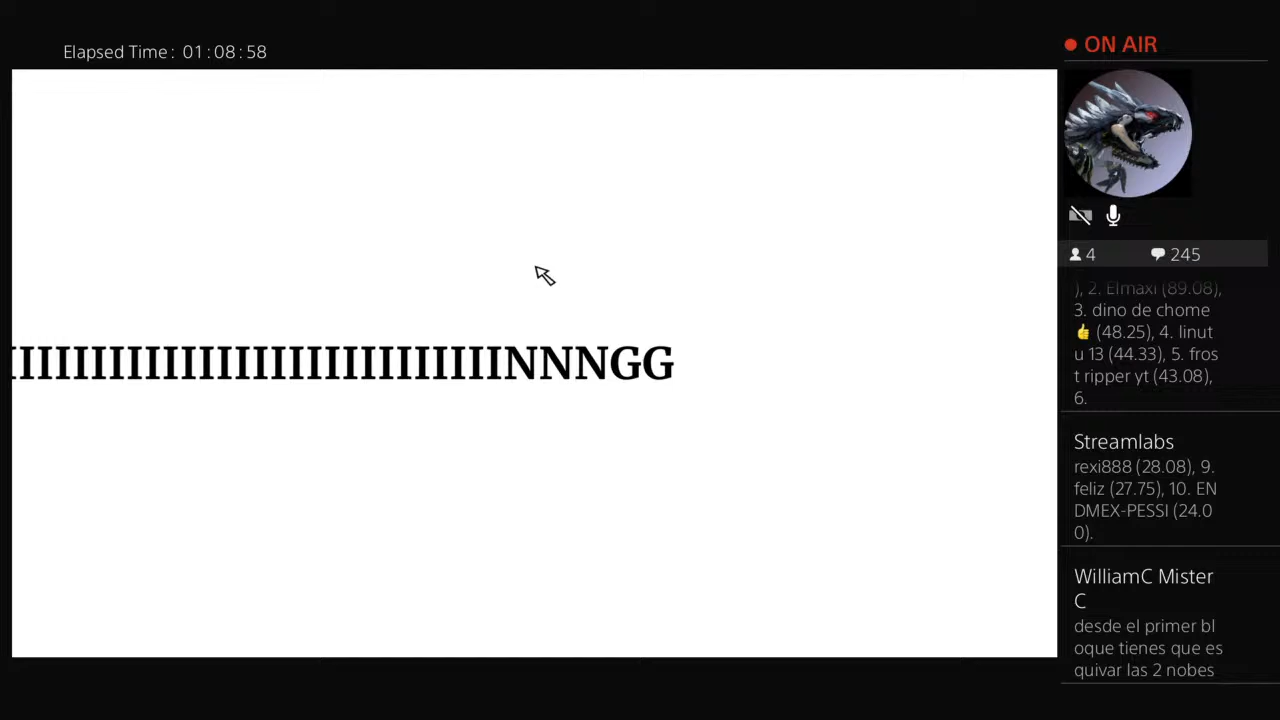 Elapsed Time: 01:08:58
ON AIR
IIIIIIIIIIIIIIIIIIIIIIIIIIINNNGG
4
245
), 2. Elmaxi (89.08),
3. dino de chome
👍 (48.25), 4. linut
u 13 (44.33), 5. fros
t ripper yt (43.08),
6.
Streamlabs
rexi888 (28.08), 9.
feliz (27.75), 10. EN
DMEX-PESSI (24.0
0).
WilliamC Mister
C
desde el primer bl
oque tienes que es
quivar las 2 nobes